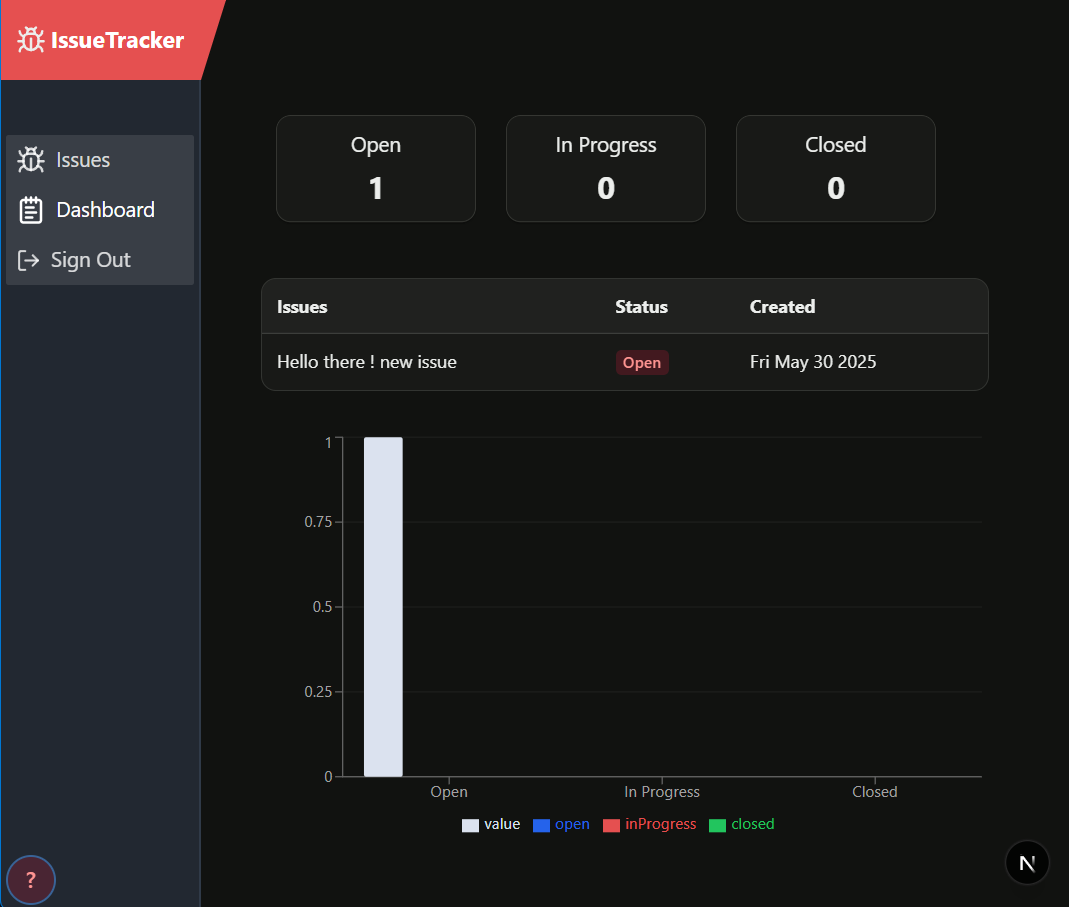 IssueTracker
Issues
Dashboard
Sign Out
?
Open In Progress Closed
1 0 0
Issues Status Created
Hello there ! new issue Open Fri May 30 2025
1
0.75
0.5
0.25
0
Open In Progress Closed
value open inProgress closed
N